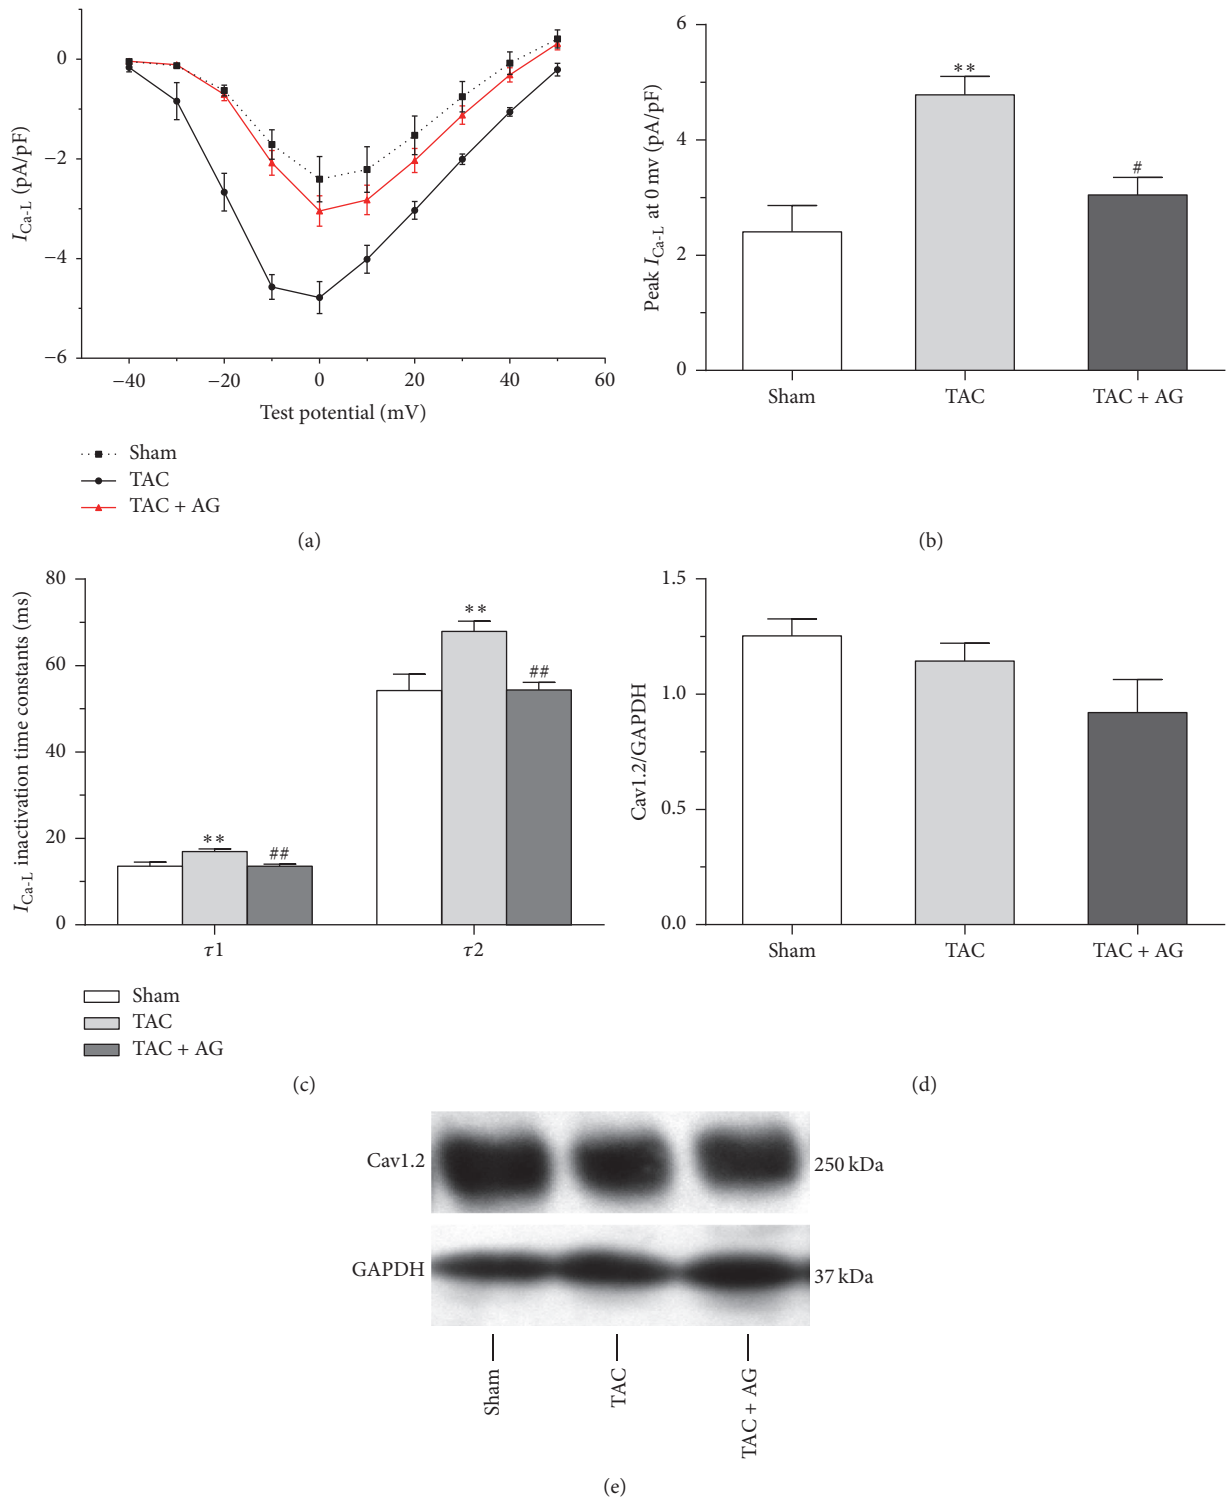 0
−2
−4
−6
I Ca-L (pA/pF)
−40 −20 0 20 40 60
Test potential (mV)
Sham
TAC
TAC + AG
(a)
6
4
2
0
Peak I Ca-L at 0 mv (pA/pF)
**
#
Sham TAC TAC + AG
(b)
80
60
40
20
0
I Ca-L inactivation time constants (ms)
**
##
**
##
τ1 τ2
Sham
TAC
TAC + AG
(c)
1.5
1.0
0.5
0.0
Cav1.2/GAPDH
Sham TAC TAC + AG
(d)
Cav1.2 250 kDa
GAPDH 37 kDa
Sham
TAC
TAC + AG
(e)